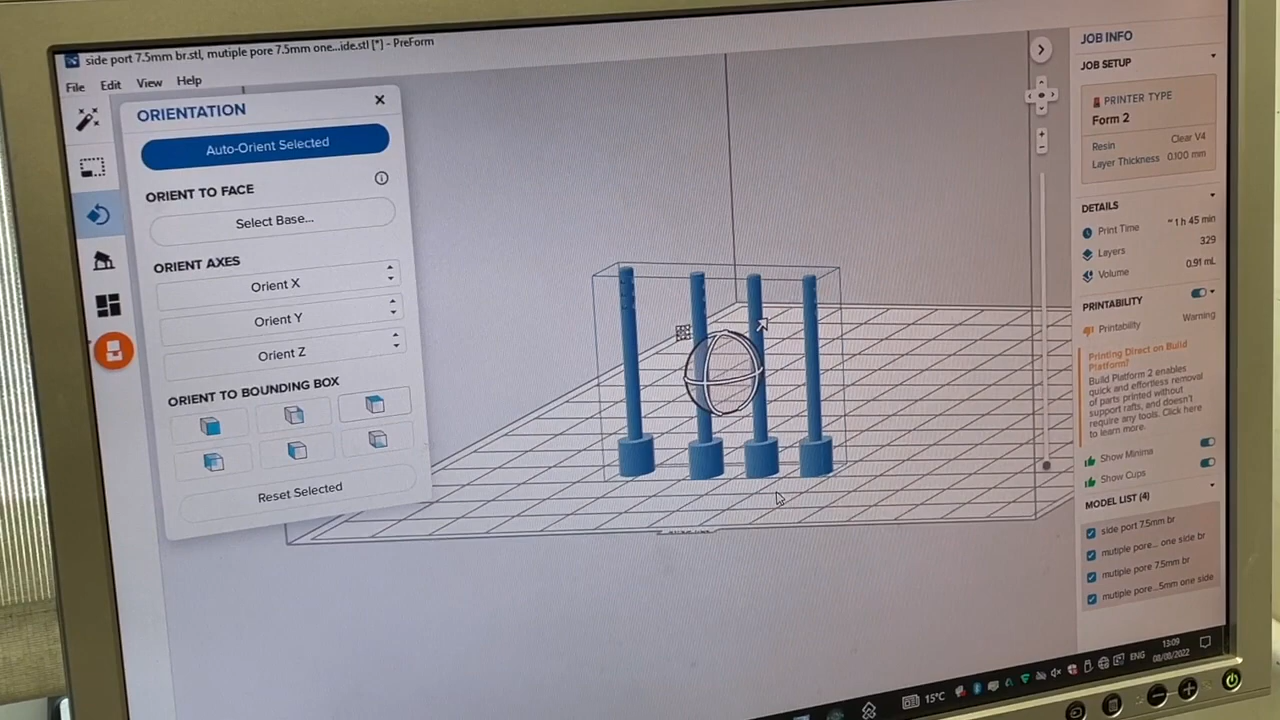 side port 7.5mm br.stl, mutiple pore 7.5mm one...ide.stl [*] - PreForm
File Edit View Help
ORIENTATION
Auto-Orient Selected
ORIENT TO FACE
Select Base...
ORIENT AXES
Orient X
Orient Y
Orient Z
ORIENT TO BOUNDING BOX
Reset Selected
JOB INFO
JOB SETUP
PRINTER TYPE
Form 2
Resin Clear V4
Layer Thickness 0.100 mm
DETAILS
Print Time ~ 1 h 45 min
Layers 329
Volume 0.91 mL
PRINTABILITY
Printability Warning
Printing Direct on Build
Platform?
Build Platform 2 enables
quick and effortless removal
of parts printed without
support rafts, and doesn't
require any tools. Click here
to learn more.
Show Minima
Show Cups
MODEL LIST (4)
side port 7.5mm br
mutiple pore... one side br
mutiple pore 7.5mm br
mutiple pore...5mm one side
15°C
ENG
13:09
08/08/2022